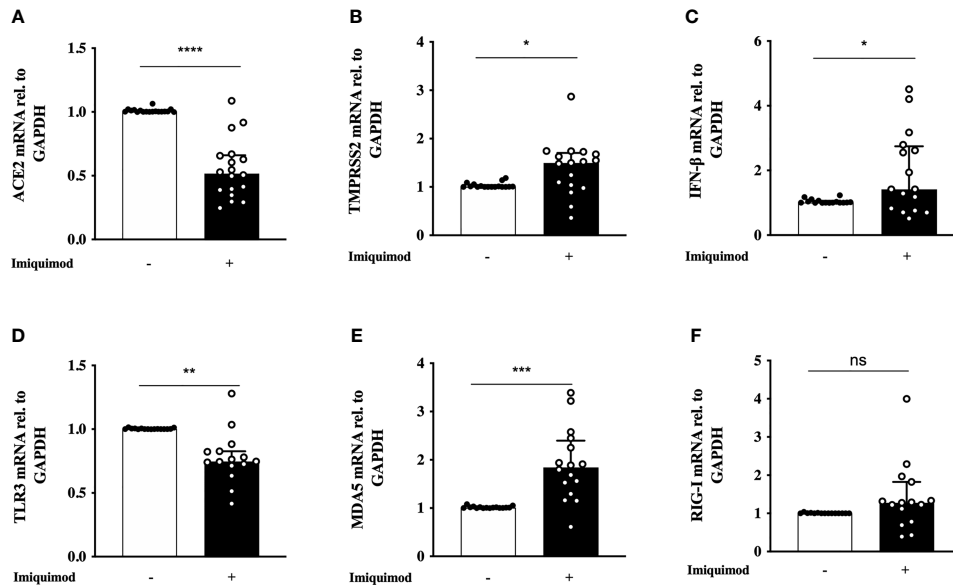 A
ACE2 mRNA rel. to
GAPDH
1.5
1.0
0.5
0.0
****
Imiquimod - +
B
TMPRSS2 mRNA rel. to
GAPDH
4
3
2
1
0
*
Imiquimod - +
C
IFN-β mRNA rel. to
GAPDH
6
4
2
0
*
Imiquimod - +
D
TLR3 mRNA rel. to
GAPDH
1.5
1.0
0.5
0.0
**
Imiquimod - +
E
MDA5 mRNA rel. to
GAPDH
4
3
2
1
0
***
Imiquimod - +
F
RIG-I mRNA rel. to
GAPDH
5
4
3
2
1
0
ns
Imiquimod - +